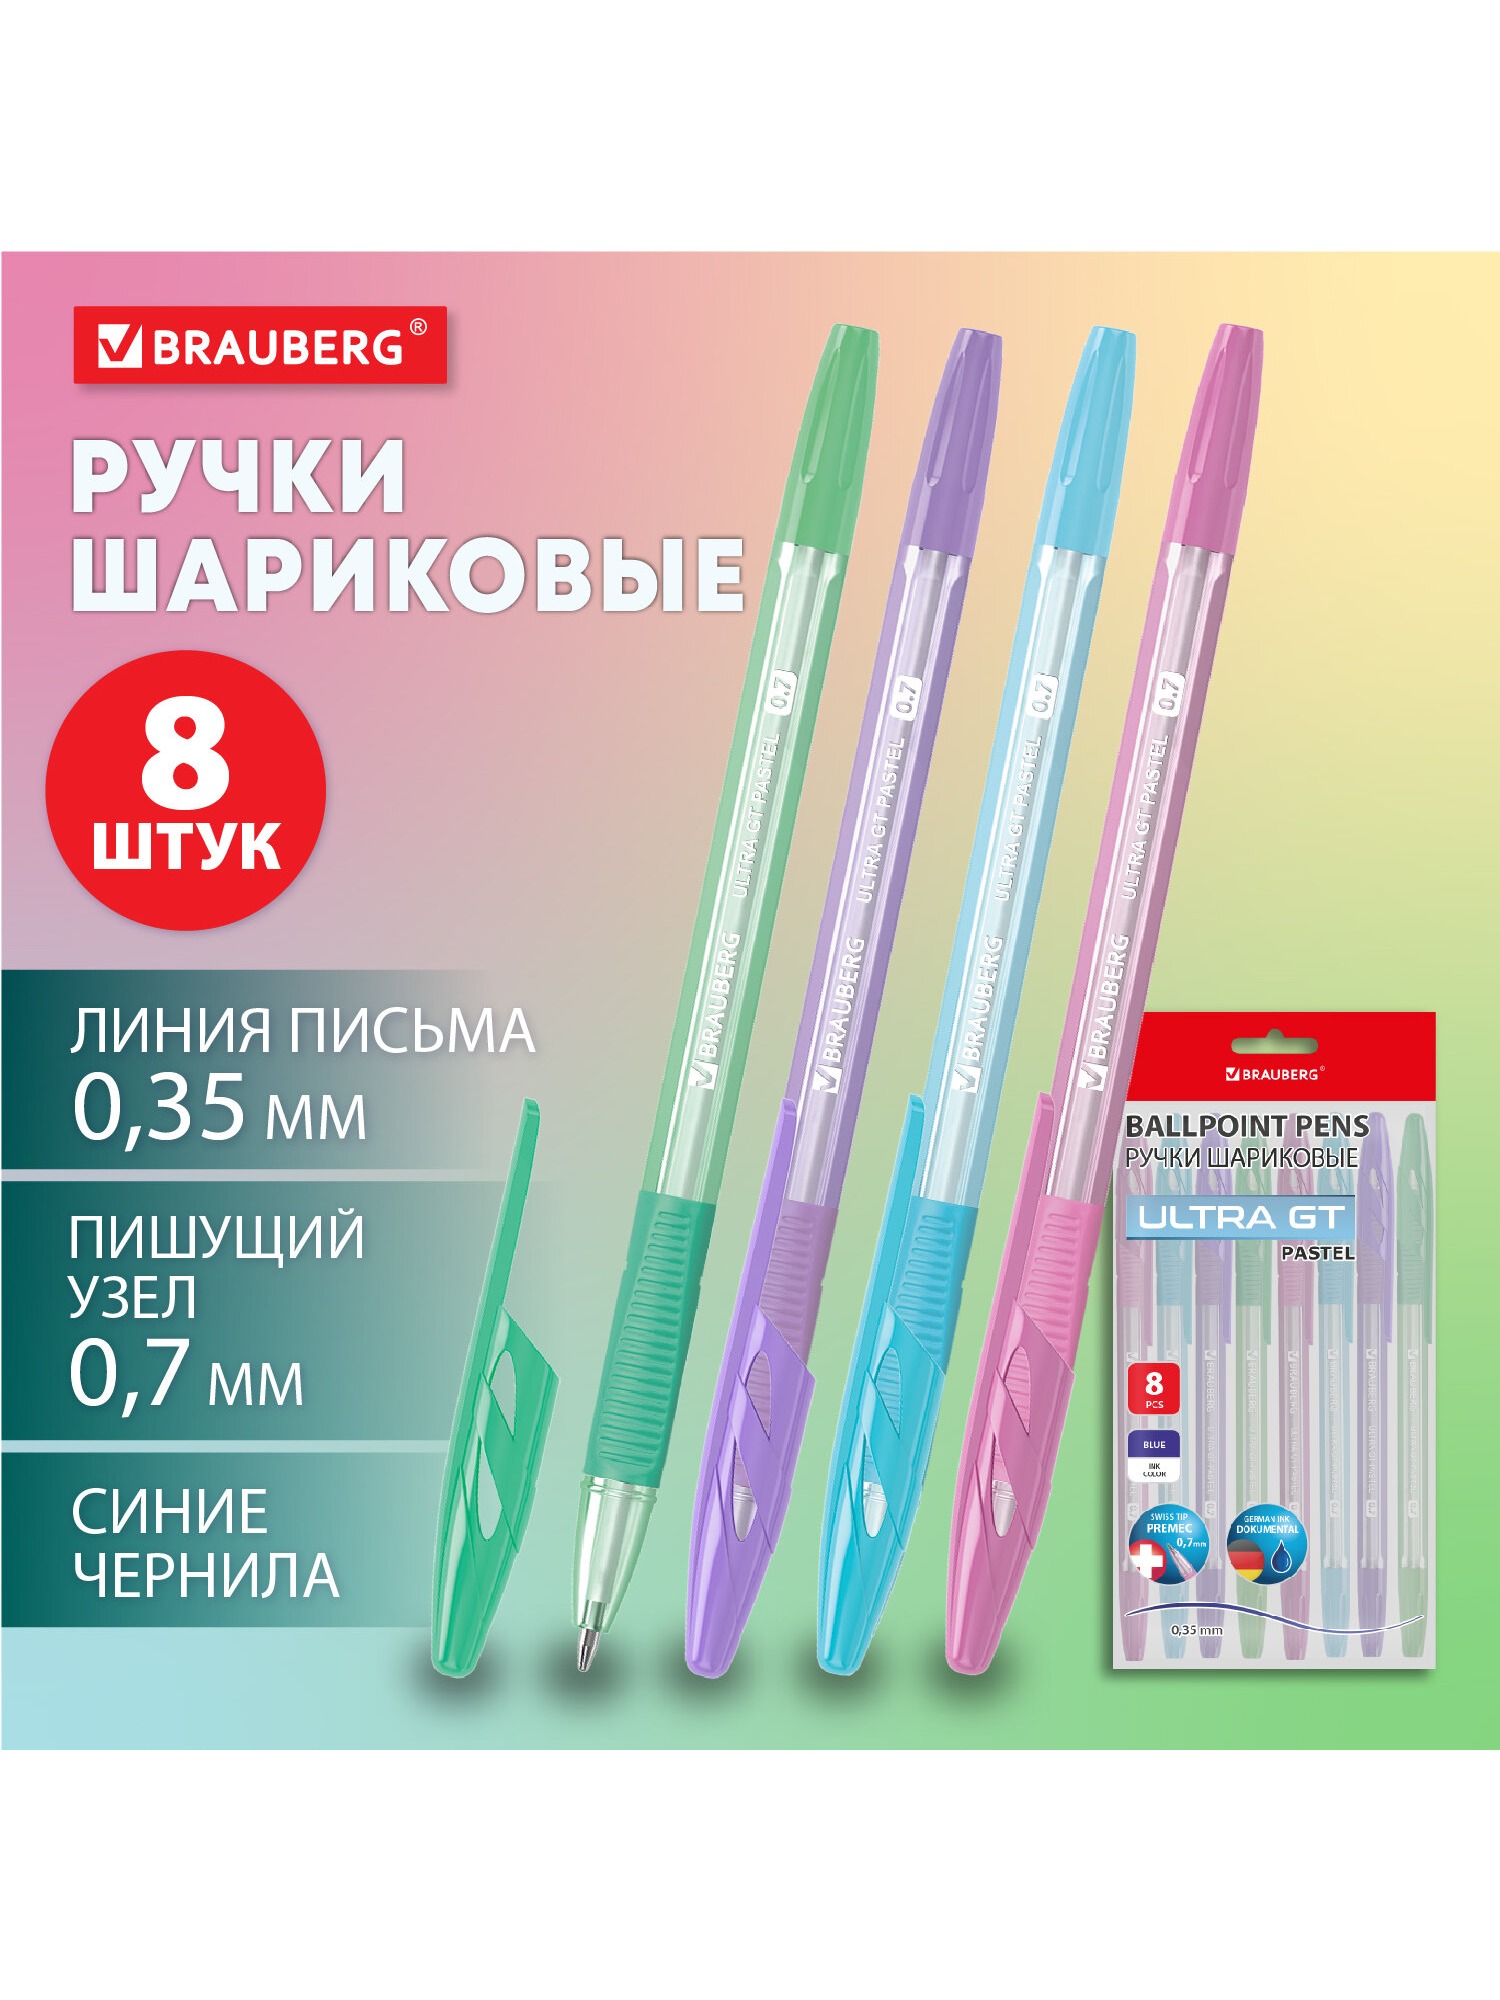 BRAUBERG®
РУЧКИ
ШАРИКОВЫЕ
8
ШТУК
ЛИНИЯ ПИСЬМА
0,35 ММ
ПИШУЩИЙ
УЗЕЛ
0,7 ММ
СИНИЕ
ЧЕРНИЛА
BRAUBERG ULTRA GT PASTEL 0.7
BRAUBERG ULTRA GT PASTEL 0.7
BRAUBERG ULTRA GT PASTEL 0.7
BRAUBERG ULTRA GT PASTEL 0.7
BRAUBERG®
BALLPOINT PENS
РУЧКИ ШАРИКОВЫЕ
ULTRA GT
PASTEL
8
PCS
BLUE
INK
COLOR
SWISS TIP
PREMEC
0,7mm
GERMAN INK
DOKUMENTAL
0,35 mm